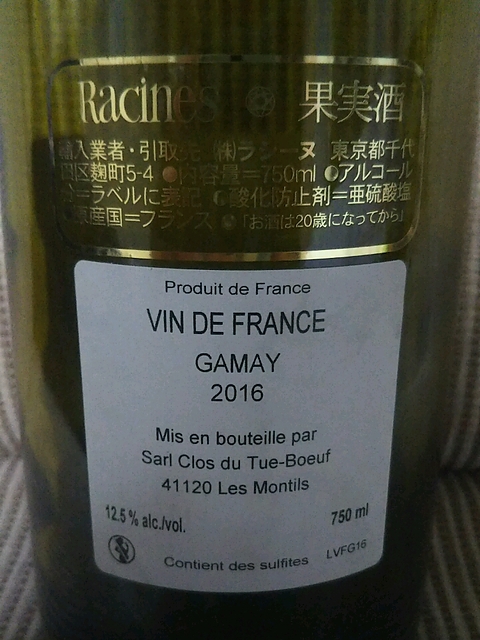 Racines 果実酒
輸入業者・引取先 ㈱ラシーヌ 東京都千代
田区麹町5-4 ●内容量=750ml ●アルコール
分=ラベルに表記 ●酸化防止剤=亜硫酸塩
●原産国=フランス ●「お酒は20歳になってから」
Produit de France
VIN DE FRANCE
GAMAY
2016
Mis en bouteille par
Sarl Clos du Tue-Boeuf
41120 Les Montils
12.5 % alc./vol.
750 ml
Contient des sulfites
LVFG16